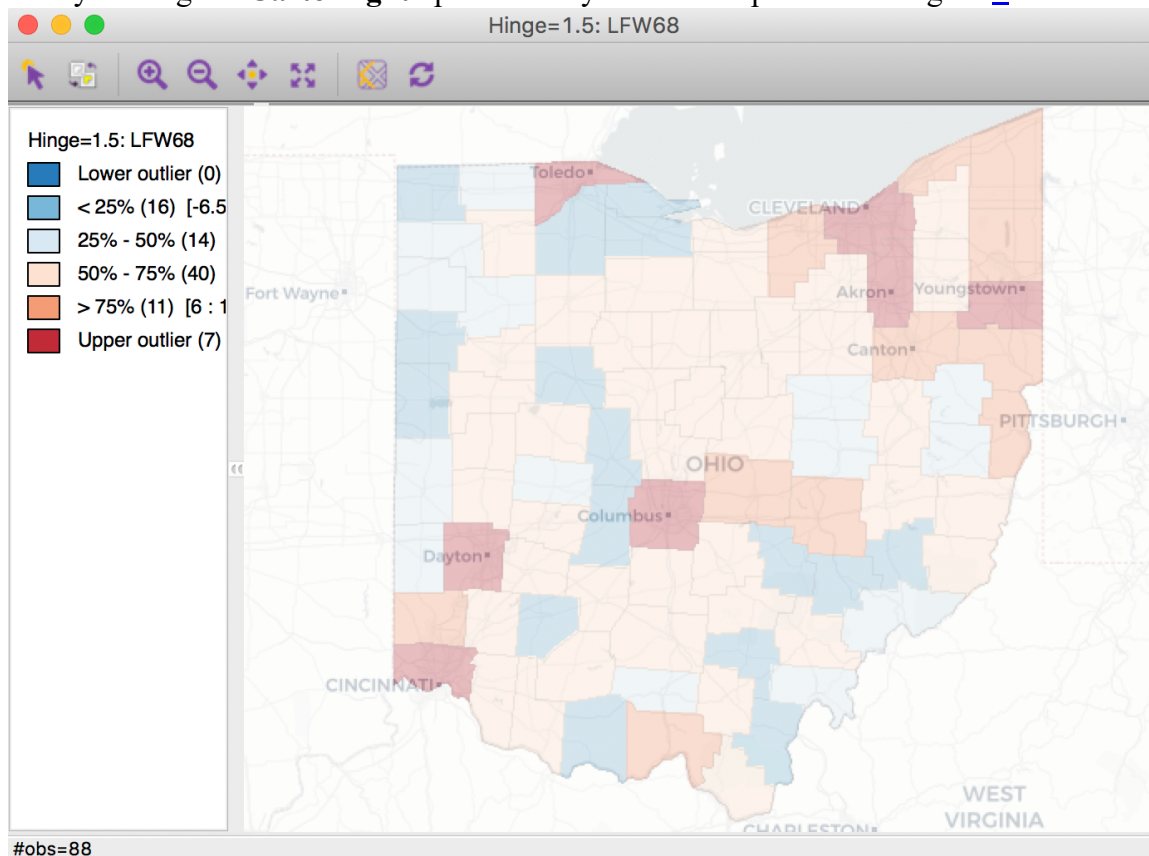 Hinge=1.5: LFW68
Hinge=1.5: LFW68
Lower outlier (0)
< 25% (16) [-6.5
25% - 50% (14)
50% - 75% (40)
> 75% (11) [6 : 1
Upper outlier (7)
Toledo
CLEVELAND
Fort Wayne
Akron
Youngstown
Canton
PITTSBURGH
OHIO
Columbus
Dayton
CINCINNATI
WEST
VIRGINIA
CHARLESTON
#obs=88